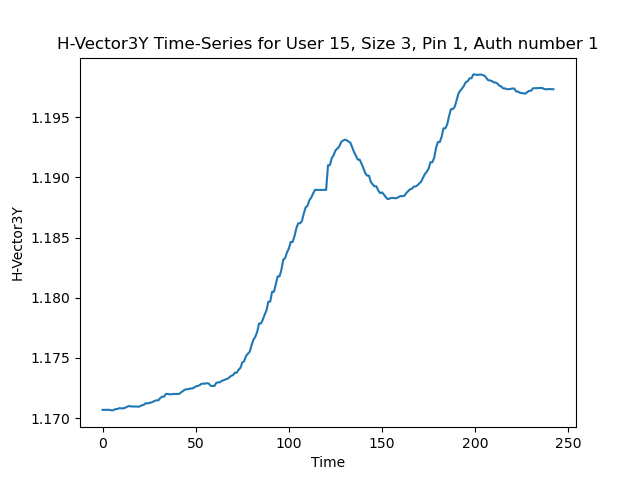 H-Vector3Y Time-Series for User 15, Size 3, Pin 1, Auth number 1
H-Vector3Y
1.195
1.190
1.185
1.180
1.175
1.170
0 50 100 150 200 250
Time